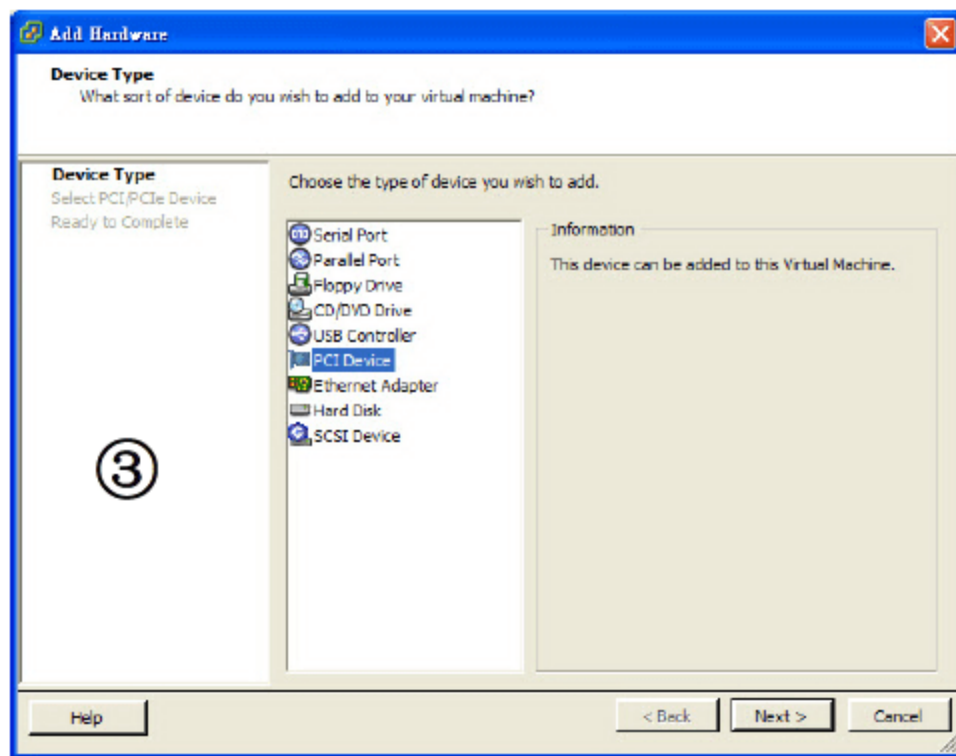 Add Hardware
Device Type
What sort of device do you wish to add to your virtual machine?
Device Type
Select PCI/PCIe Device
Ready to Complete
Choose the type of device you wish to add.
Serial Port
Parallel Port
Floppy Drive
CD/DVD Drive
USB Controller
PCI Device
Ethernet Adapter
Hard Disk
SCSI Device
Information
This device can be added to this Virtual Machine.
③
Help
< Back
Next >
Cancel